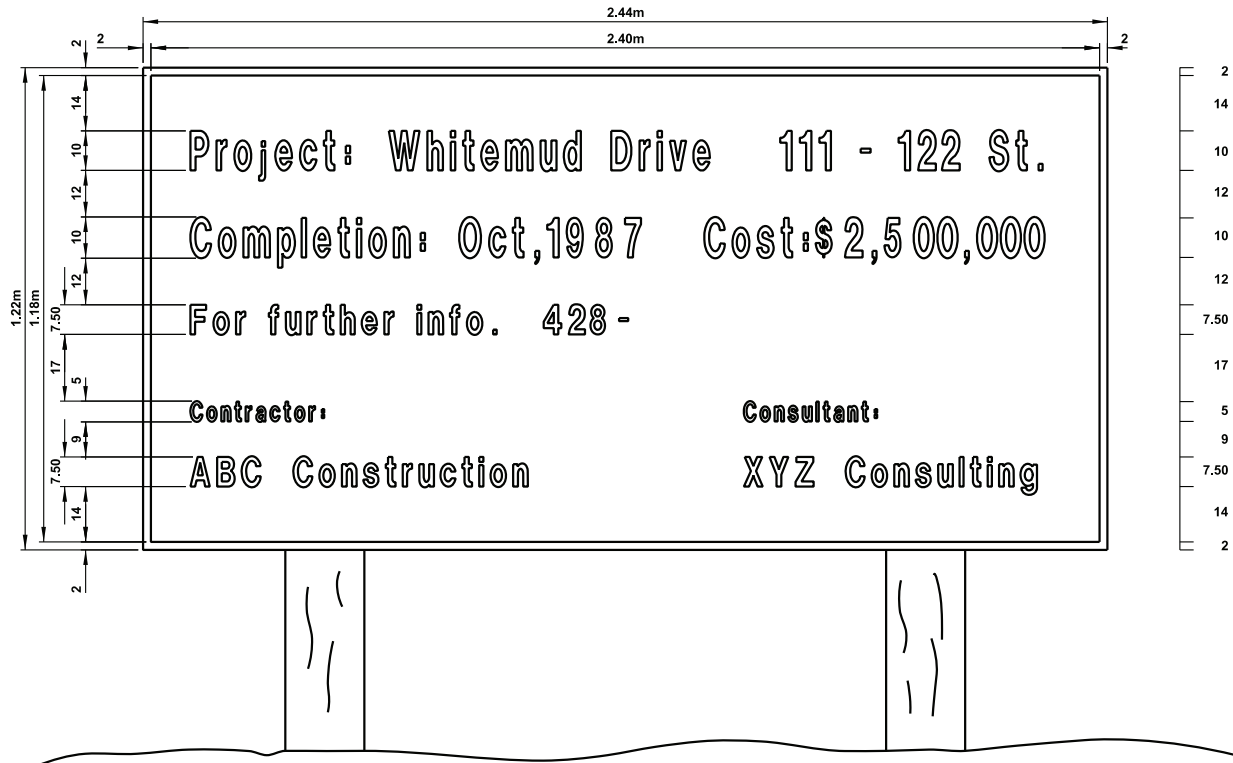 2.44m
2 2 2.40m 2
2 14 10 12 10 12 7.50 17 5 9 7.50 14 2
1.22m 1.18m
Project: Whitemud Drive 111 - 122 St.
Completion: Oct,1987 Cost:$2,500,000
For further info. 428-
Contractor: Consultant:
ABC Construction XYZ Consulting
2
14
10
12
10
12
7.50
17
5
9
7.50
14
2